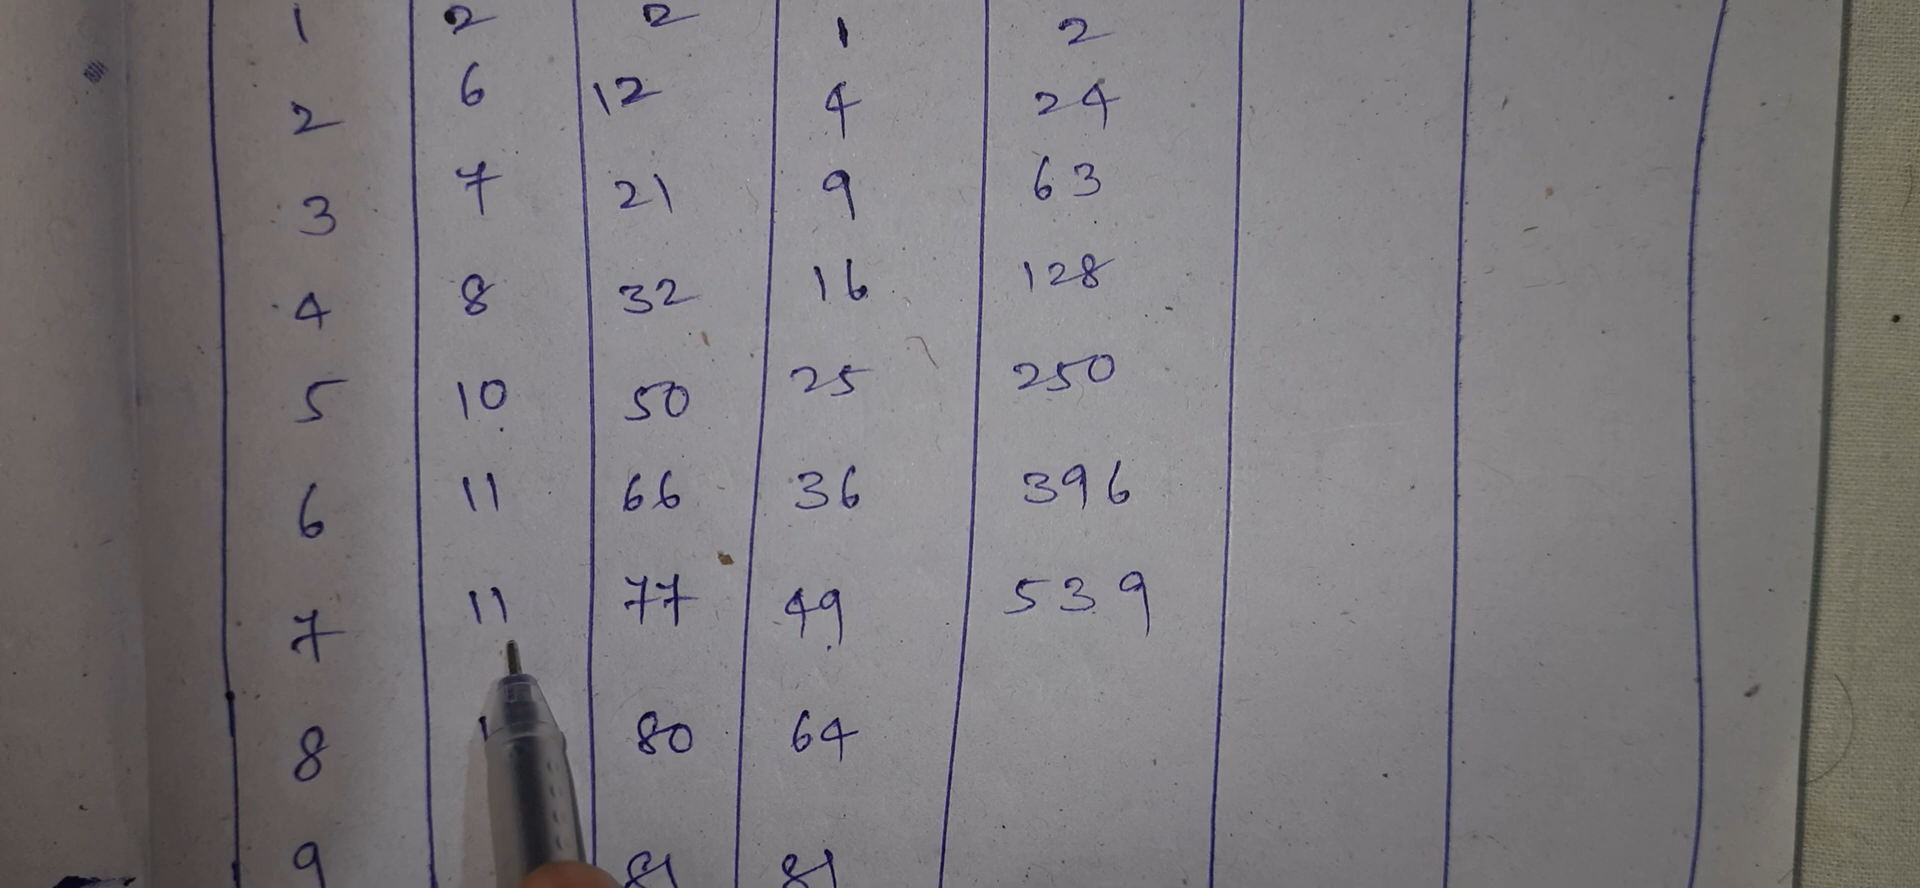 1 2 2 1 2
2 6 12 4 24
3 7 21 9 63
4 8 32 16 128
5 10 50 25 250
6 11 66 36 396
7 11 77 49 539
8 80 64
9 81 81